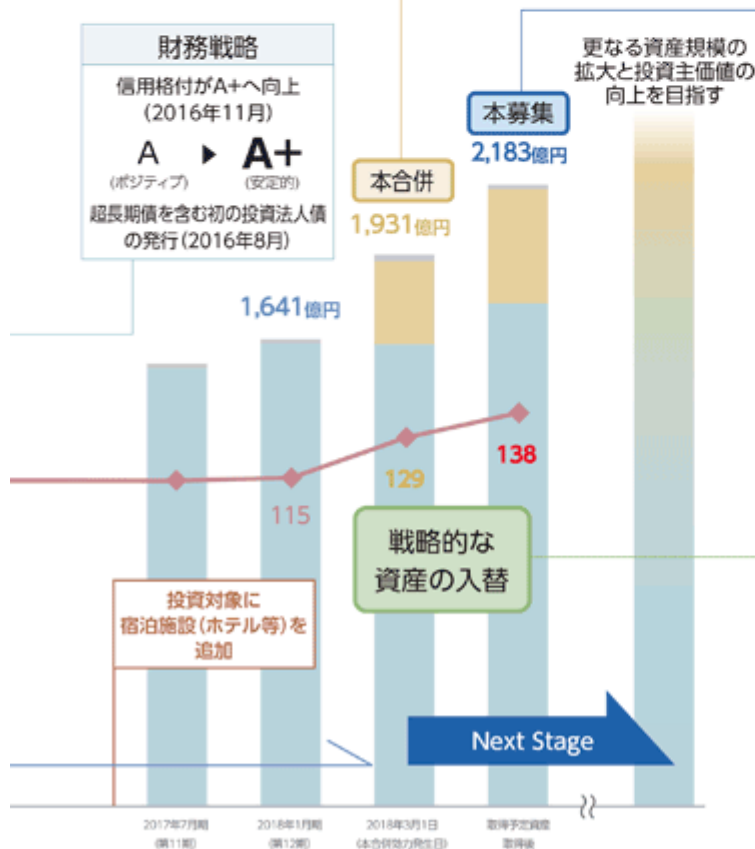 財務戦略
信用格付がA+へ向上
(2016年11月)
A ▶ A+
(ポジティブ) (安定的)
超長期債を含む初の投資法人債
の発行(2016年8月)
更なる資産規模の
拡大と投資主価値の
向上を目指す
本募集
2,183億円
本合併
1,931億円
1,641億円
115
129
138
戦略的な
資産の入替
投資対象に
宿泊施設(ホテル等)を
追加
Next Stage
2017年7月期
(第11期)
2018年1月期
(第12期)
2018年3月1日
(本合併効力発生日)
取得予定資産
取得後